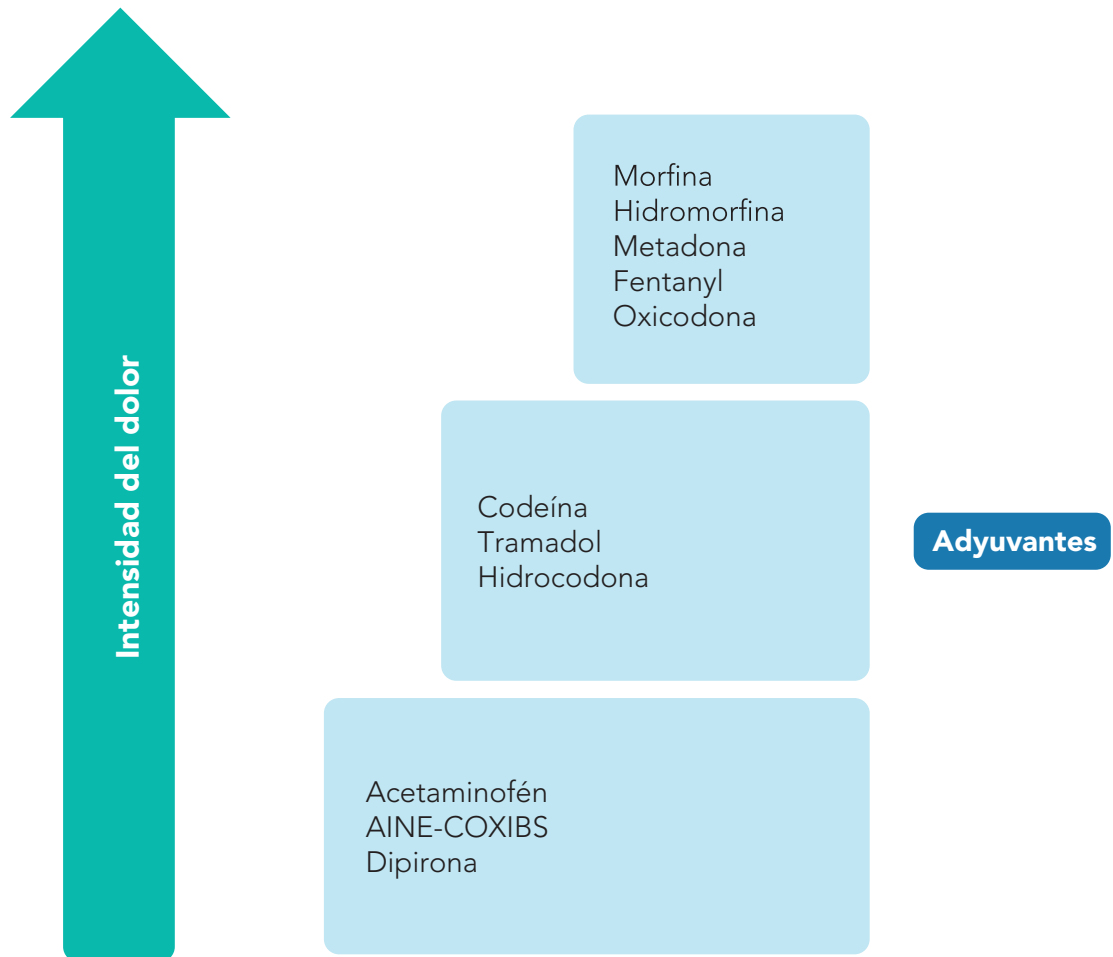 Intensidad del dolor
Morfina
Hidromorfina
Metadona
Fentanyl
Oxicodona
Codeína
Tramadol
Hidrocodona
Adyuvantes
Acetaminofén
AINE-COXIBS
Dipirona